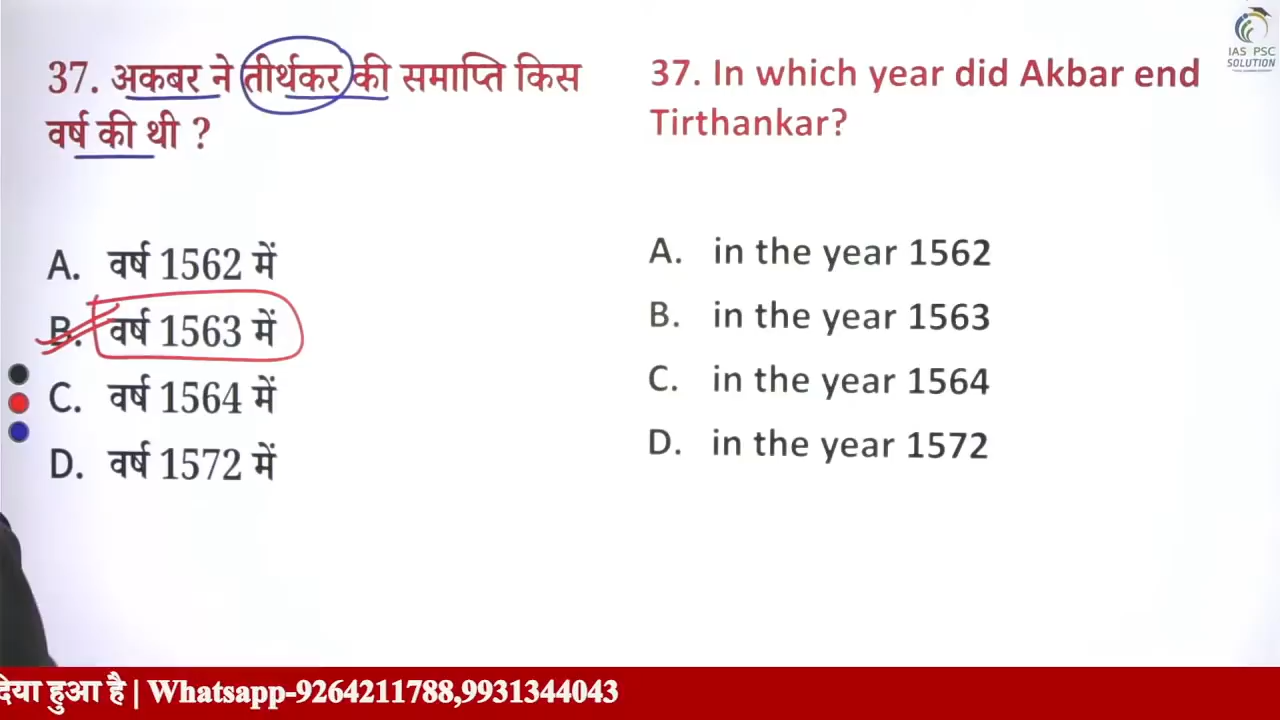 37. अकबर ने तीर्थकर की समाप्ति किस
वर्ष की थी ?
A. वर्ष 1562 में
B. वर्ष 1563 में
C. वर्ष 1564 में
D. वर्ष 1572 में
37. In which year did Akbar end
Tirthankar?
A. in the year 1562
B. in the year 1563
C. in the year 1564
D. in the year 1572
IAS PSC
SOLUTION
दिया हुआ है | Whatsapp-9264211788,9931344043